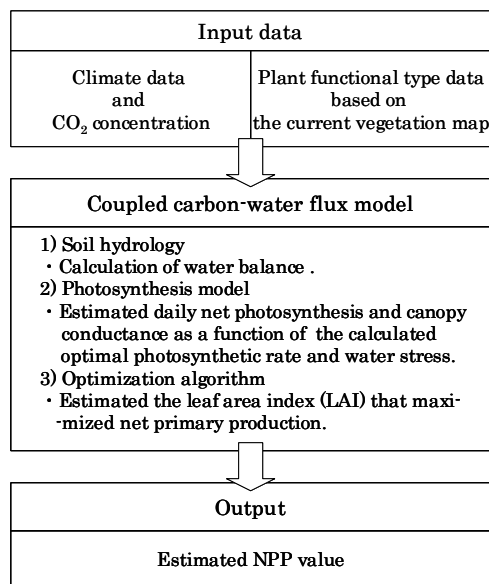 Input data
Climate data
and
CO₂ concentration
Plant functional type data
based on
the current vegetation map
Coupled carbon-water flux model
1) Soil hydrology
・Calculation of water balance .
2) Photosynthesis model
・Estimated daily net photosynthesis and canopy
conductance as a function of the calculated
optimal photosynthetic rate and water stress.
3) Optimization algorithm
・Estimated the leaf area index (LAI) that maxi-
-mized net primary production.
Output
Estimated NPP value